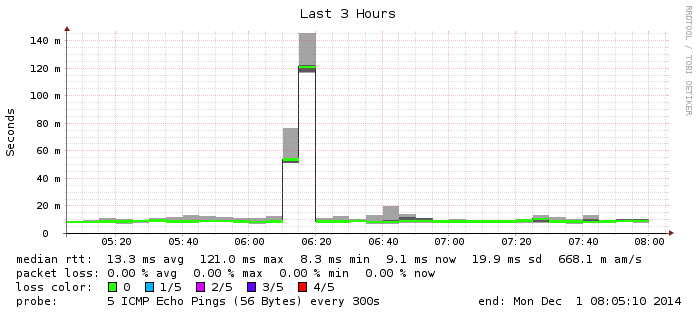 Last 3 Hours
RRDTOOL / TOBI OETIKER
Seconds
140 m
120 m
100 m
80 m
60 m
40 m
20 m
0
05:20 05:40 06:00 06:20 06:40 07:00 07:20 07:40 08:00
median rtt: 13.3 ms avg 121.0 ms max 8.3 ms min 9.1 ms now 19.9 ms sd 668.1 m am/s
packet loss: 0.00 % avg 0.00 % max 0.00 % min 0.00 % now
loss color: 0 1/5 2/5 3/5 4/5
probe: 5 ICMP Echo Pings (56 Bytes) every 300s end: Mon Dec 1 08:05:10 2014